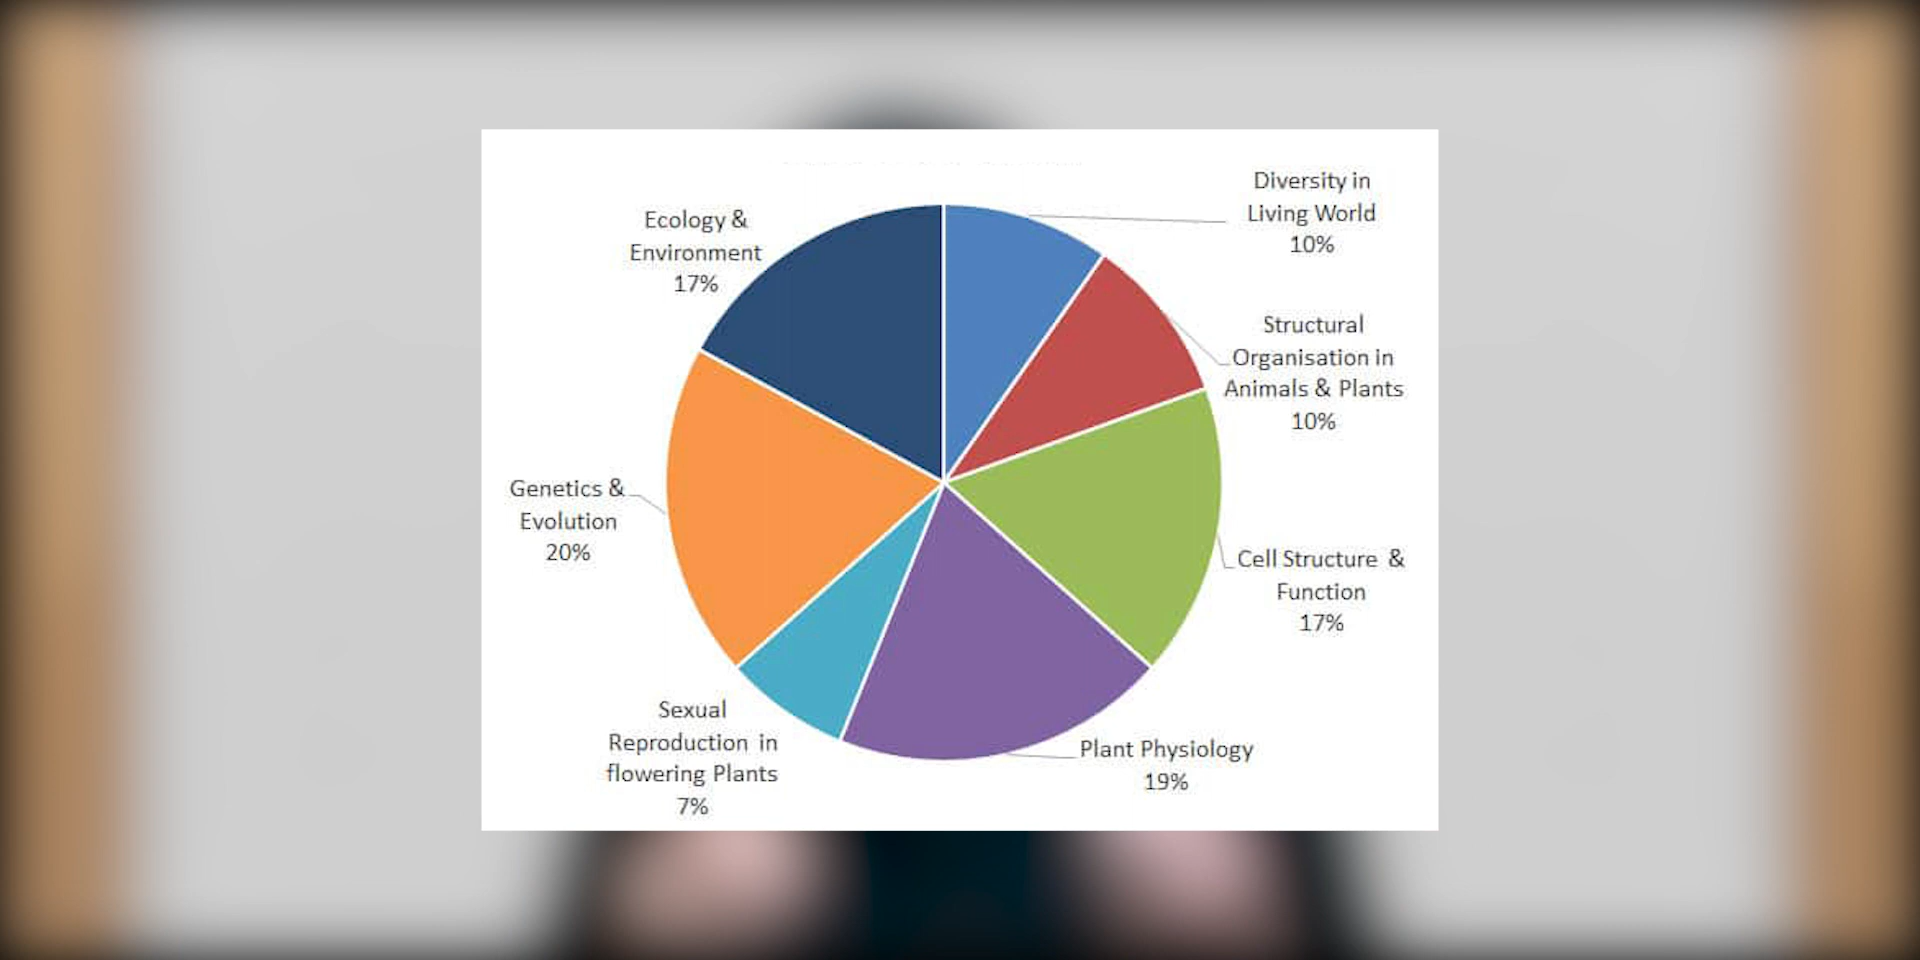 Diversity in
Living World
10%
Structural
Organisation in
Animals & Plants
10%
Cell Structure &
Function
17%
Plant Physiology
19%
Sexual
Reproduction in
flowering Plants
7%
Genetics &
Evolution
20%
Ecology &
Environment
17%